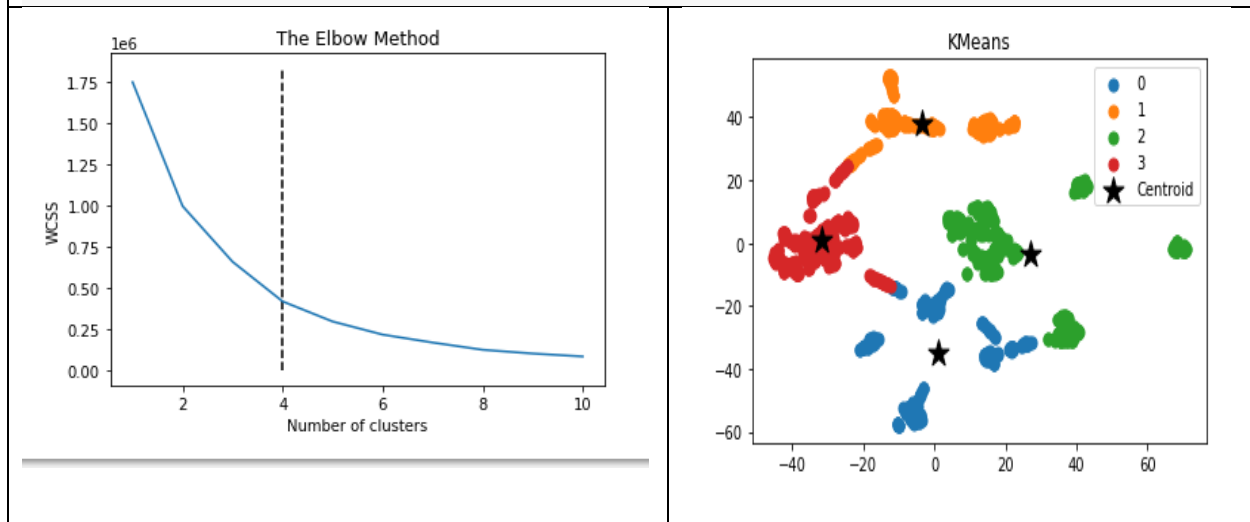 The Elbow Method
1e6
1.75
1.50
1.25
1.00
0.75
0.50
0.25
0.00
WCSS
2 4 6 8 10
Number of clusters
KMeans
0
1
2
3
Centroid
40
20
0
−20
−40
−60
−40 −20 0 20 40 60